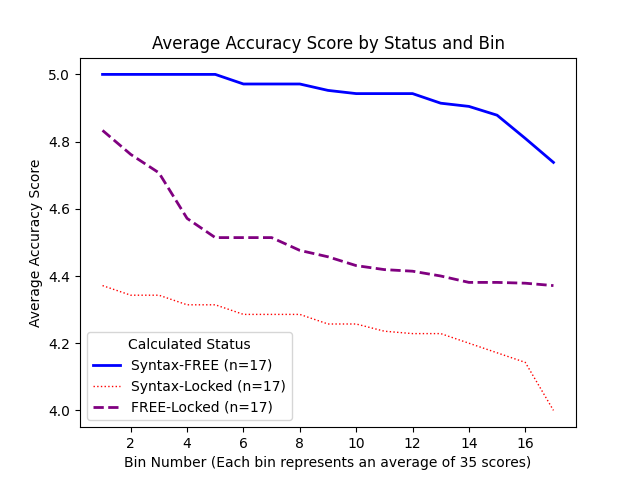 Average Accuracy Score by Status and Bin
Average Accuracy Score
5.0
4.8
4.6
4.4
4.2
4.0
Calculated Status
Syntax-FREE (n=17)
Syntax-Locked (n=17)
FREE-Locked (n=17)
2 4 6 8 10 12 14 16
Bin Number (Each bin represents an average of 35 scores)